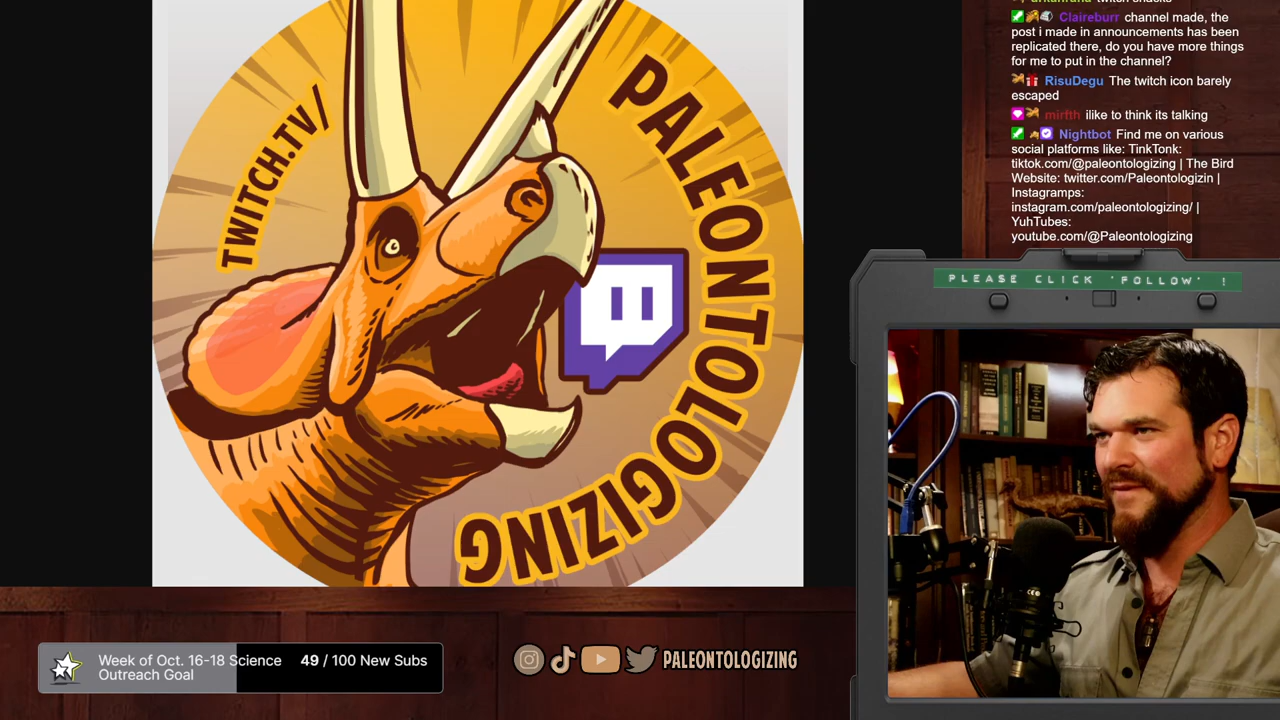 TWITCH.TV/
PALEONTOLOGIZING
Claireburr channel made, the
post i made in announcements has been
replicated there, do you have more things
for me to put in the channel?
RisuDegu The twitch icon barely
escaped
mirfth ilike to think its talking
Nightbot Find me on various
social platforms like: TinkTonk:
tiktok.com/@paleontologizing | The Bird
Website: twitter.com/Paleontologizin |
Instagramps:
instagram.com/paleontologizing/ |
YuhTubes:
youtube.com/@Paleontologizing
PLEASE CLICK 'FOLLOW' !
Week of Oct. 16-18 Science 49 / 100 New Subs
Outreach Goal
PALEONTOLOGIZING